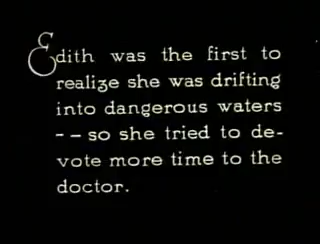 Edith was the first to
realize she was drifting
into dangerous waters
-- so she tried to de-
vote more time to the
doctor.